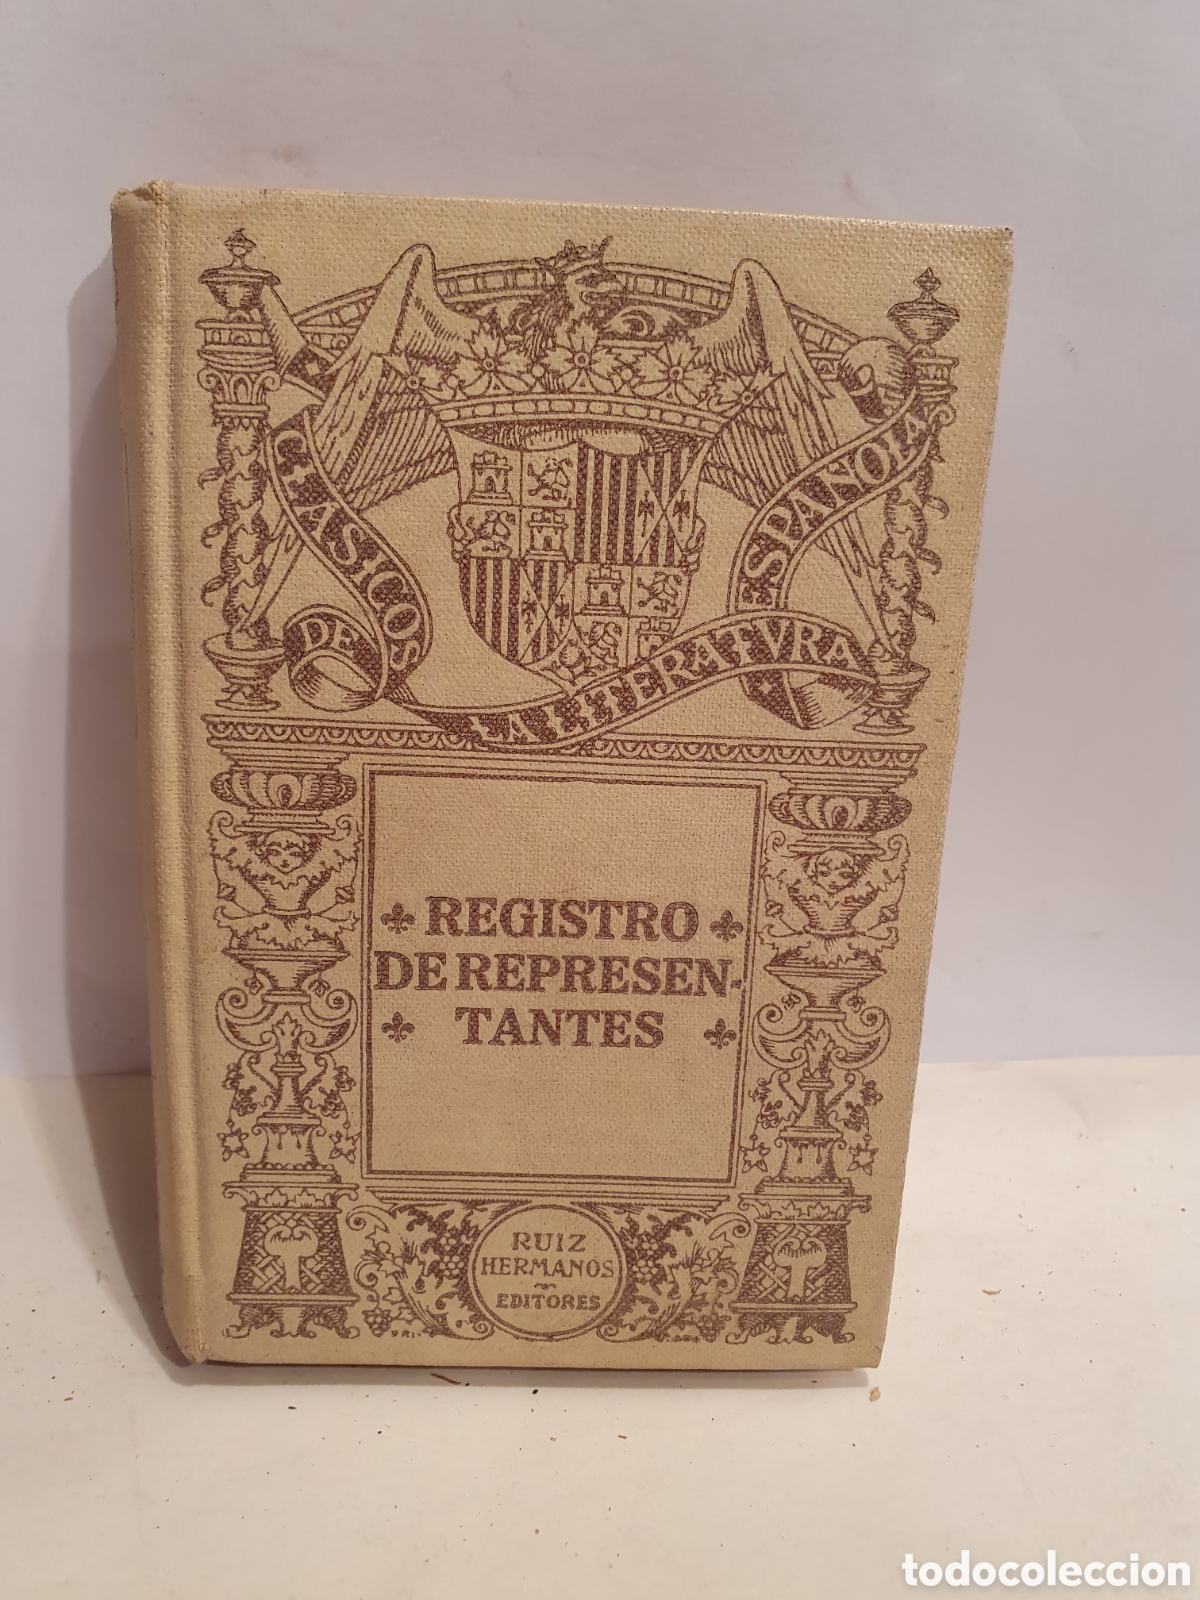 CLASICOS
DE
LA LITERATVRA
ESPAÑOLA
REGISTRO
DE REPRESEN-
TANTES
RUIZ
HERMANOS
EDITORES
todocoleccion